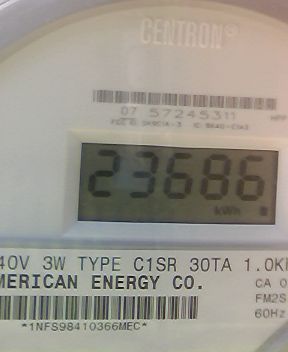 CENTRON®
07 57245311
23686
kWh
40V 3W TYPE C1SR 30TA 1.0K
MERICAN ENERGY CO.
CA 0
FM2S
60Hz
*1NFS98410366MEC*